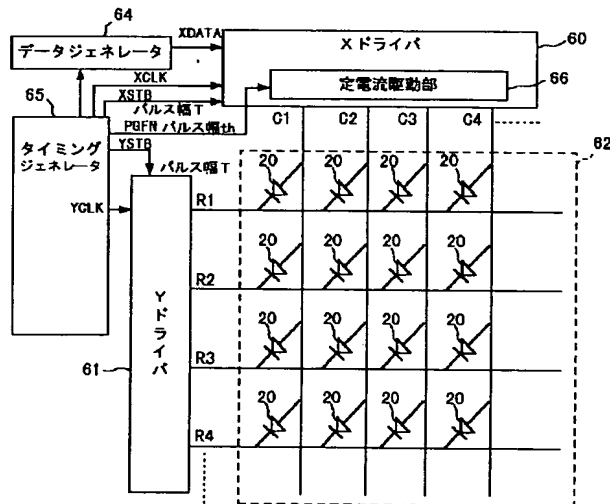 64
データジェネレータ
XDATA
Xドライバ
60
定電流駆動部
66
XCLK
XSTB
パルス幅T
PGFN パルス幅th
YSTB
パルス幅T
65
タイミング
ジェネレータ
YCLK
C1 C2 C3 C4
62
20 20 20 20
R1
20 20 20 20
R2
20 20 20 20
R3
20 20 20 20
R4
Yドライバ
61